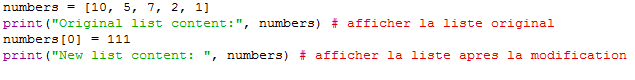 numbers = [10, 5, 7, 2, 1]
print("Original list content:", numbers) # afficher la liste original
numbers[0] = 111
print("New list content: ", numbers) # afficher la liste apres la modification